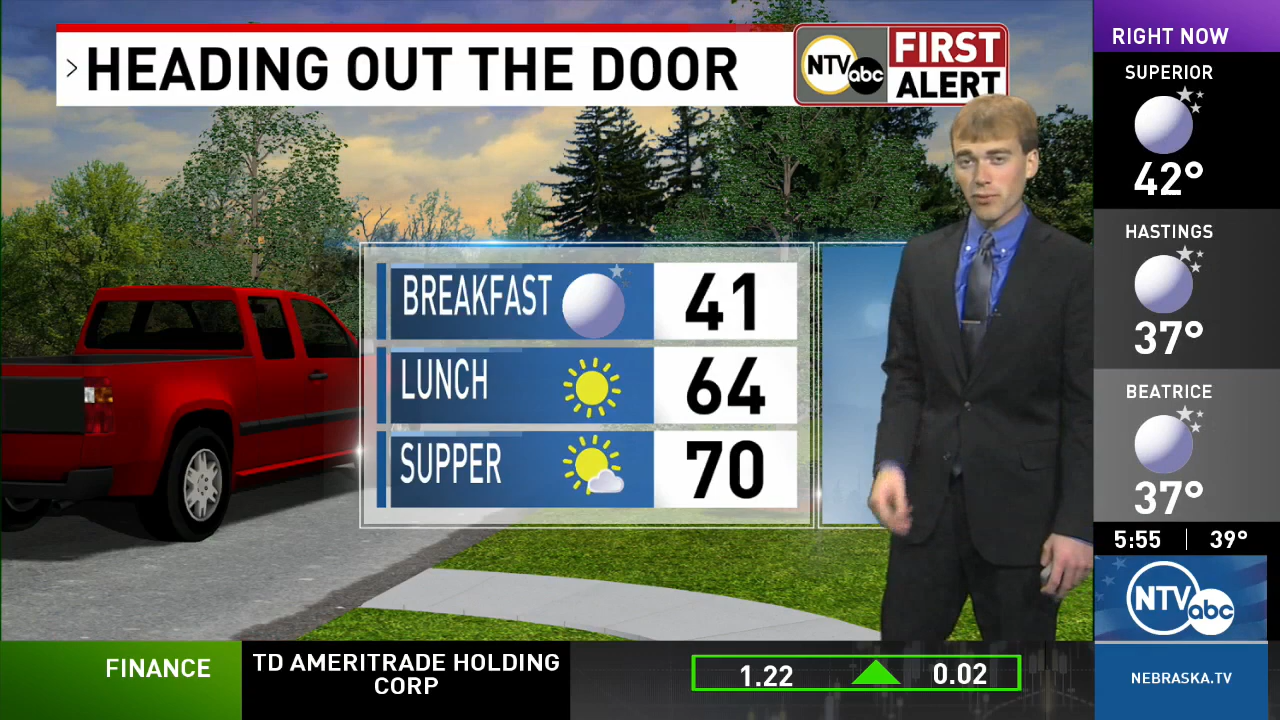 > HEADING OUT THE DOOR
NTV abc FIRST ALERT
BREAKFAST 41
LUNCH 64
SUPPER 70
RIGHT NOW
SUPERIOR
42°
HASTINGS
37°
BEATRICE
37°
5:55 | 39°
NTV abc
NEBRASKA.TV
FINANCE
TD AMERITRADE HOLDING
CORP
1.22 0.02